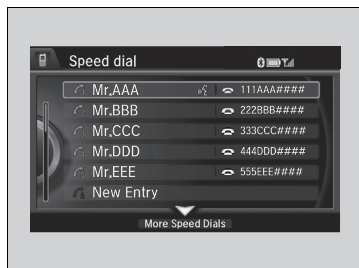 Speed dial
Mr.AAA 111AAA####
Mr.BBB 222BBB####
Mr.CCC 333CCC####
Mr.DDD 444DDD####
Mr.EEE 555EEE####
New Entry
More Speed Dials